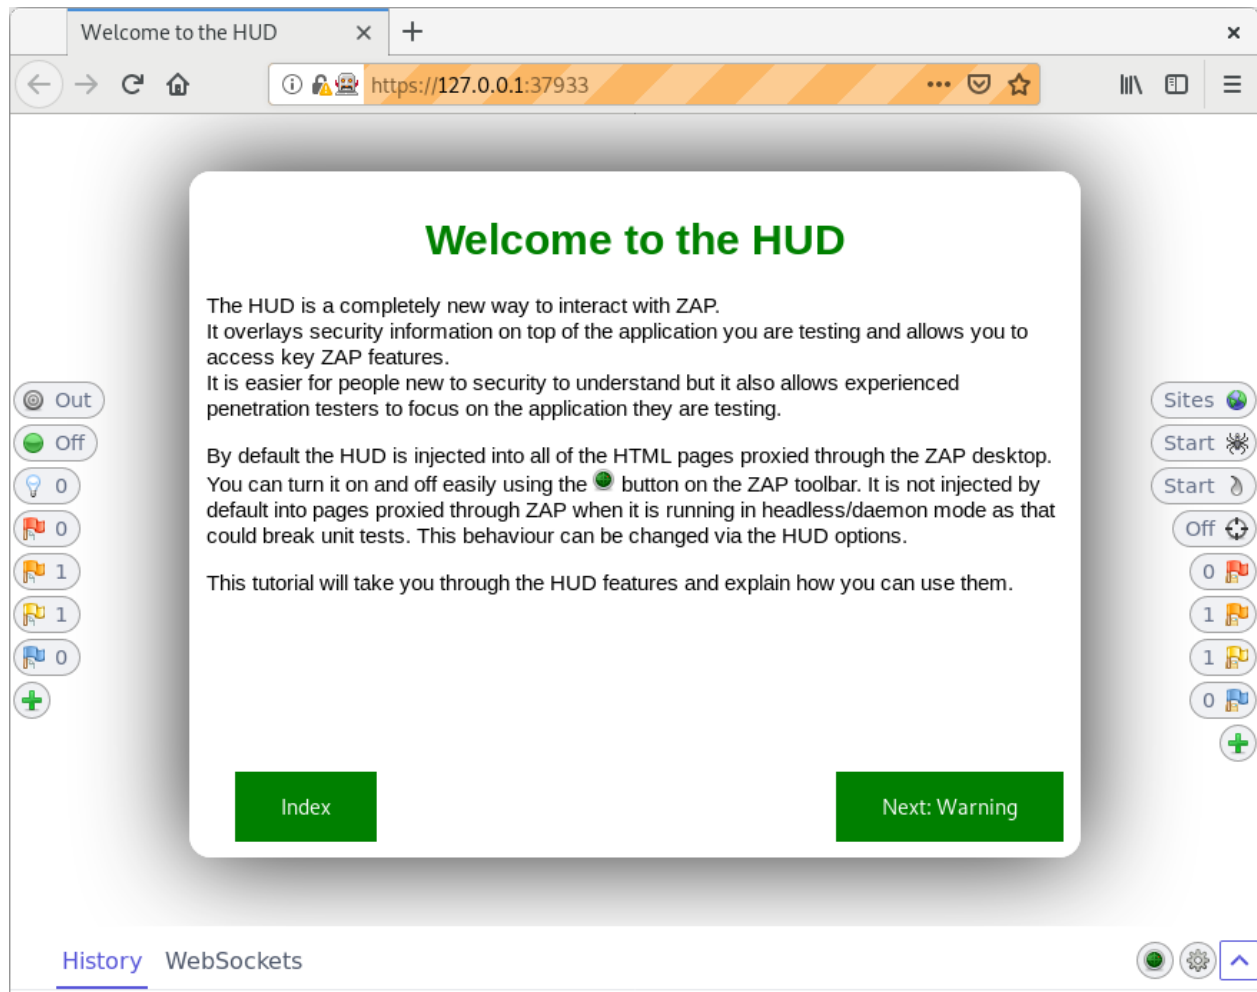 Welcome to the HUD
https://127.0.0.1:37933
Welcome to the HUD
The HUD is a completely new way to interact with ZAP.
It overlays security information on top of the application you are testing and allows you to
access key ZAP features.
It is easier for people new to security to understand but it also allows experienced
penetration testers to focus on the application they are testing.
By default the HUD is injected into all of the HTML pages proxied through the ZAP desktop.
You can turn it on and off easily using the button on the ZAP toolbar. It is not injected by
default into pages proxied through ZAP when it is running in headless/daemon mode as that
could break unit tests. This behaviour can be changed via the HUD options.
This tutorial will take you through the HUD features and explain how you can use them.
Index
Next: Warning
Out
Off
0
0
1
1
0
Sites
Start
Start
Off
0
1
1
0
History WebSockets